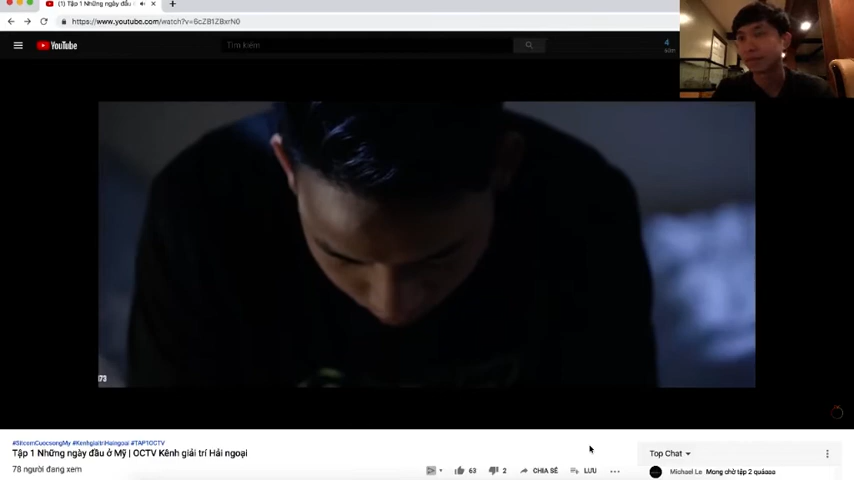 (1) Tập 1 Những ngày đầu
https://www.youtube.com/watch?v=6cZB1ZBxrN0
YouTube
Tìm kiếm
4
#SitcomCuocsongMy #KenhgiaitriHaingoai #TAP1OCTV
Tập 1 Những ngày đầu ở Mỹ | OCTV Kênh giải trí Hải ngoại
78 người đang xem
63
2
CHIA SẺ
LƯU
Top Chat
Michael Le Mong chờ tập 2 quáaaa